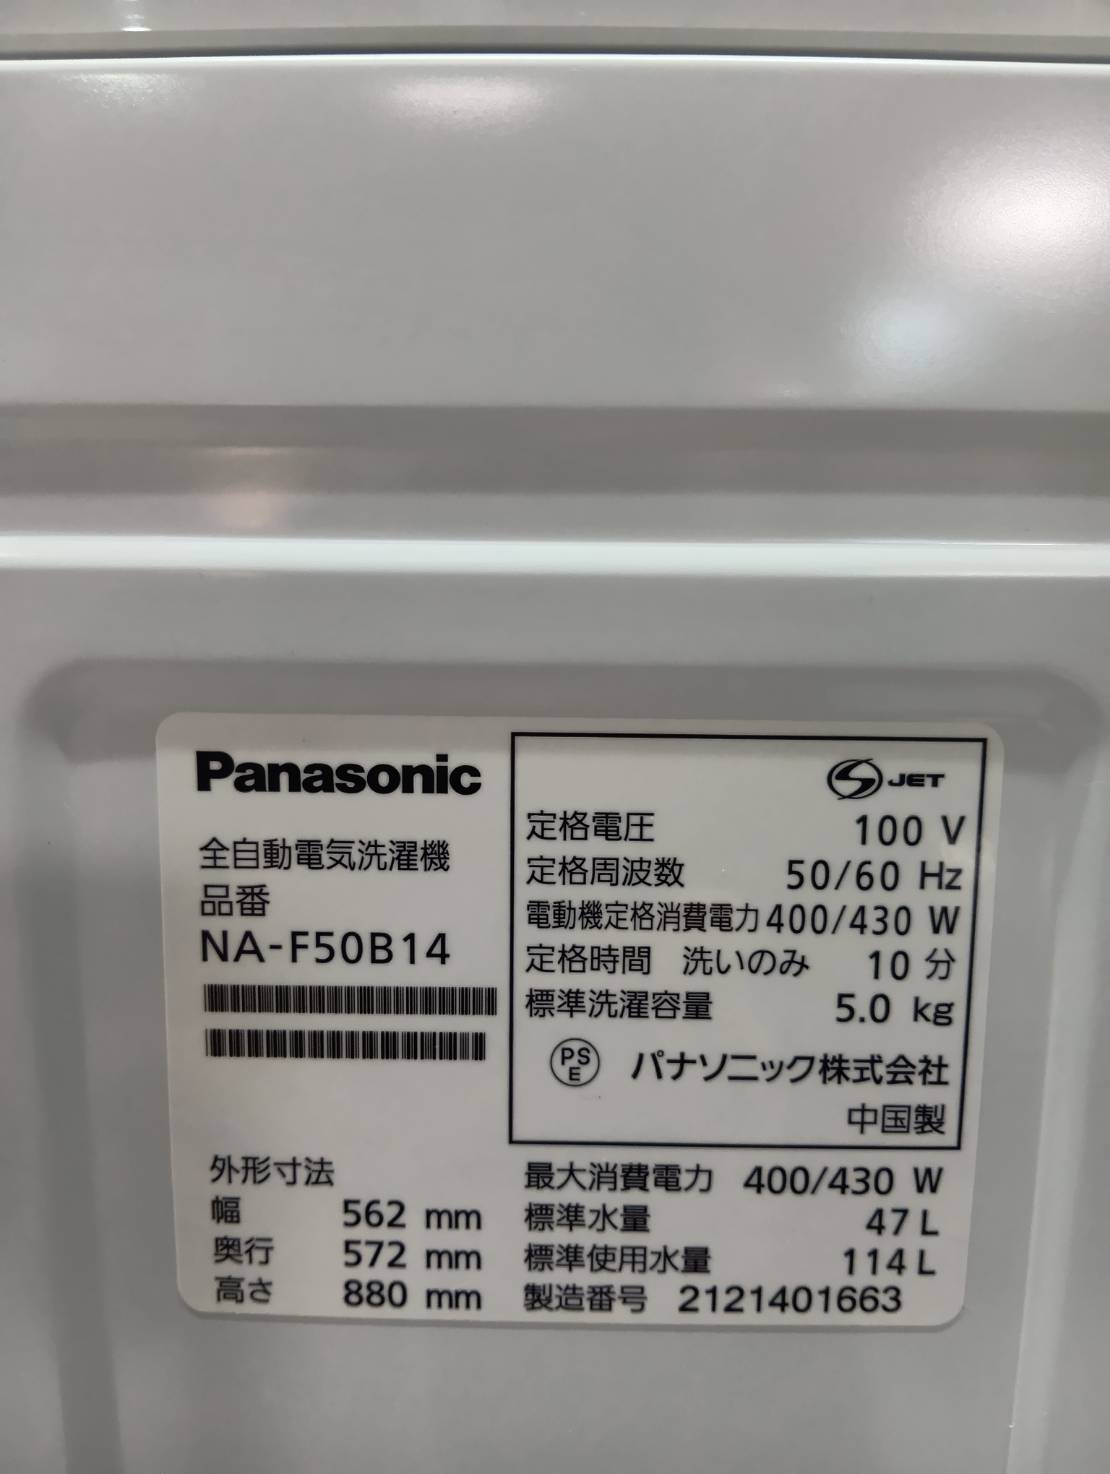 Panasonic
全自動電気洗濯機
品番
NA-F50B14
JET
定格電圧 100 V
定格周波数 50/60 Hz
電動機定格消費電力 400/430 W
定格時間 洗いのみ 10 分
標準洗濯容量 5.0 kg
PSE パナソニック株式会社
中国製
外形寸法
幅 562 mm
奥行 572 mm
高さ 880 mm
最大消費電力 400/430 W
標準水量 47 L
標準使用水量 114 L
製造番号 2121401663